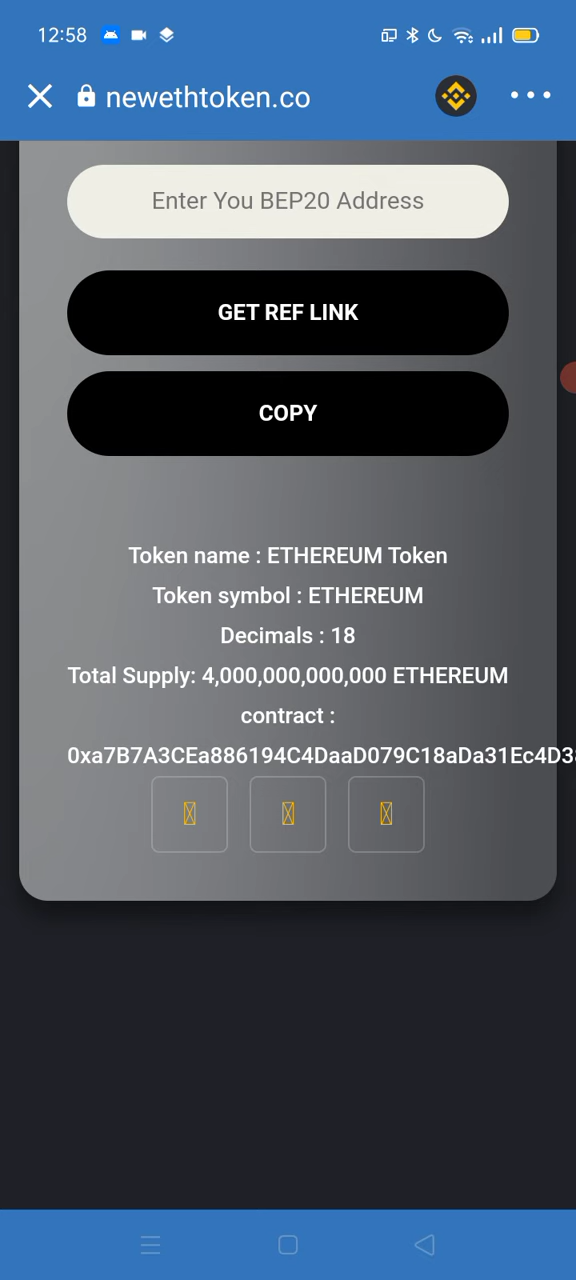 12:58
newethtoken.co
Enter You BEP20 Address
GET REF LINK
COPY
Token name : ETHEREUM Token
Token symbol : ETHEREUM
Decimals : 18
Total Supply: 4,000,000,000,000 ETHEREUM
contract :
0xa7B7A3CEa886194C4DaaD079C18aDa31Ec4D3